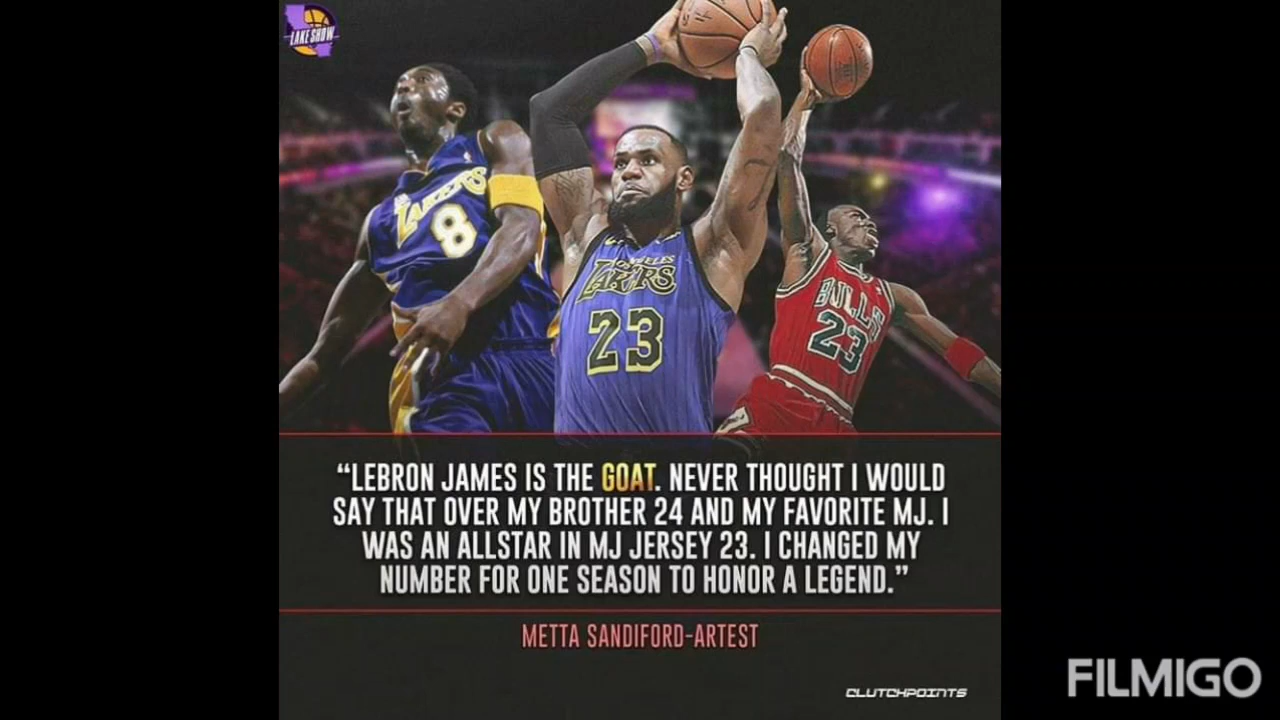 LAKE SHOW
LAKERS
8
LOS ANGELES
LAKERS
23
BULLS
23
“LEBRON JAMES IS THE GOAT. NEVER THOUGHT I WOULD
SAY THAT OVER MY BROTHER 24 AND MY FAVORITE MJ. I
WAS AN ALLSTAR IN MJ JERSEY 23. I CHANGED MY
NUMBER FOR ONE SEASON TO HONOR A LEGEND.”
METTA SANDIFORD-ARTEST
CLUTCHPOINTS
FILMIGO